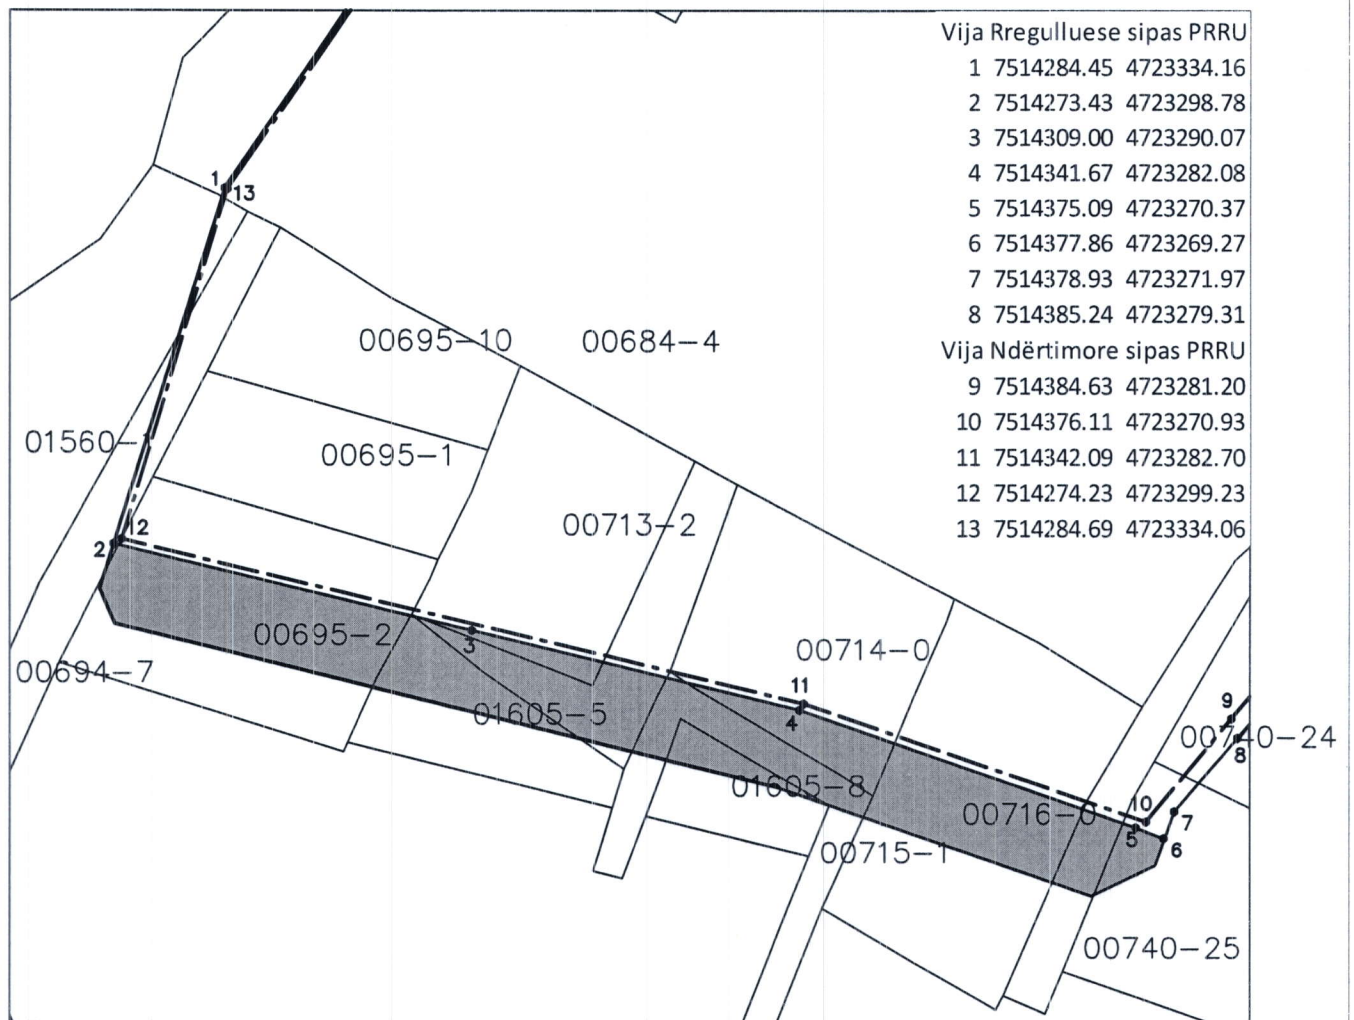 Vija Rregulluese sipas PRRU
1 7514284.45 4723334.16
2 7514273.43 4723298.78
3 7514309.00 4723290.07
4 7514341.67 4723282.08
5 7514375.09 4723270.37
6 7514377.86 4723269.27
7 7514378.93 4723271.97
8 7514385.24 4723279.31
Vija Ndërtimore sipas PRRU
9 7514384.63 4723281.20
10 7514376.11 4723270.93
11 7514342.09 4723282.70
12 7514274.23 4723299.23
13 7514284.69 4723334.06
1
13
00695-10
00684-4
01560-1
00695-1
00713-2
12
2
00695-2
3
00714-0
00694-7
11
4
01605-5
9
00740-24
8
01605-8
00716-0
10
7
5
6
00715-1
00740-25